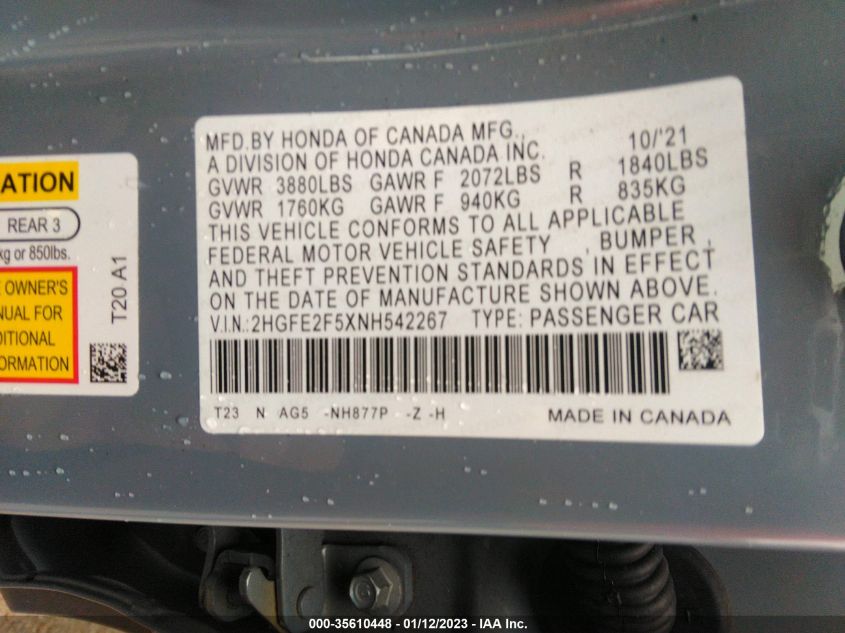 ATION
REAR 3
kg or 850lbs.
E OWNER'S
NUAL FOR
DITIONAL
FORMATION
T20 A1
MFD.BY HONDA OF CANADA MFG., 10/'21
A DIVISION OF HONDA CANADA INC.
GVWR 3880LBS GAWR F 2072LBS R 1840LBS
GVWR 1760KG GAWR F 940KG R 835KG
THIS VEHICLE CONFORMS TO ALL APPLICABLE
FEDERAL MOTOR VEHICLE SAFETY , BUMPER ,
AND THEFT PREVENTION STANDARDS IN EFFECT
ON THE DATE OF MANUFACTURE SHOWN ABOVE.
V.I.N.:2HGFE2F5XNH542267 TYPE: PASSENGER CAR
T23 N AG5 -NH877P -Z -H MADE IN CANADA
000-35610448 - 01/12/2023 - IAA Inc.